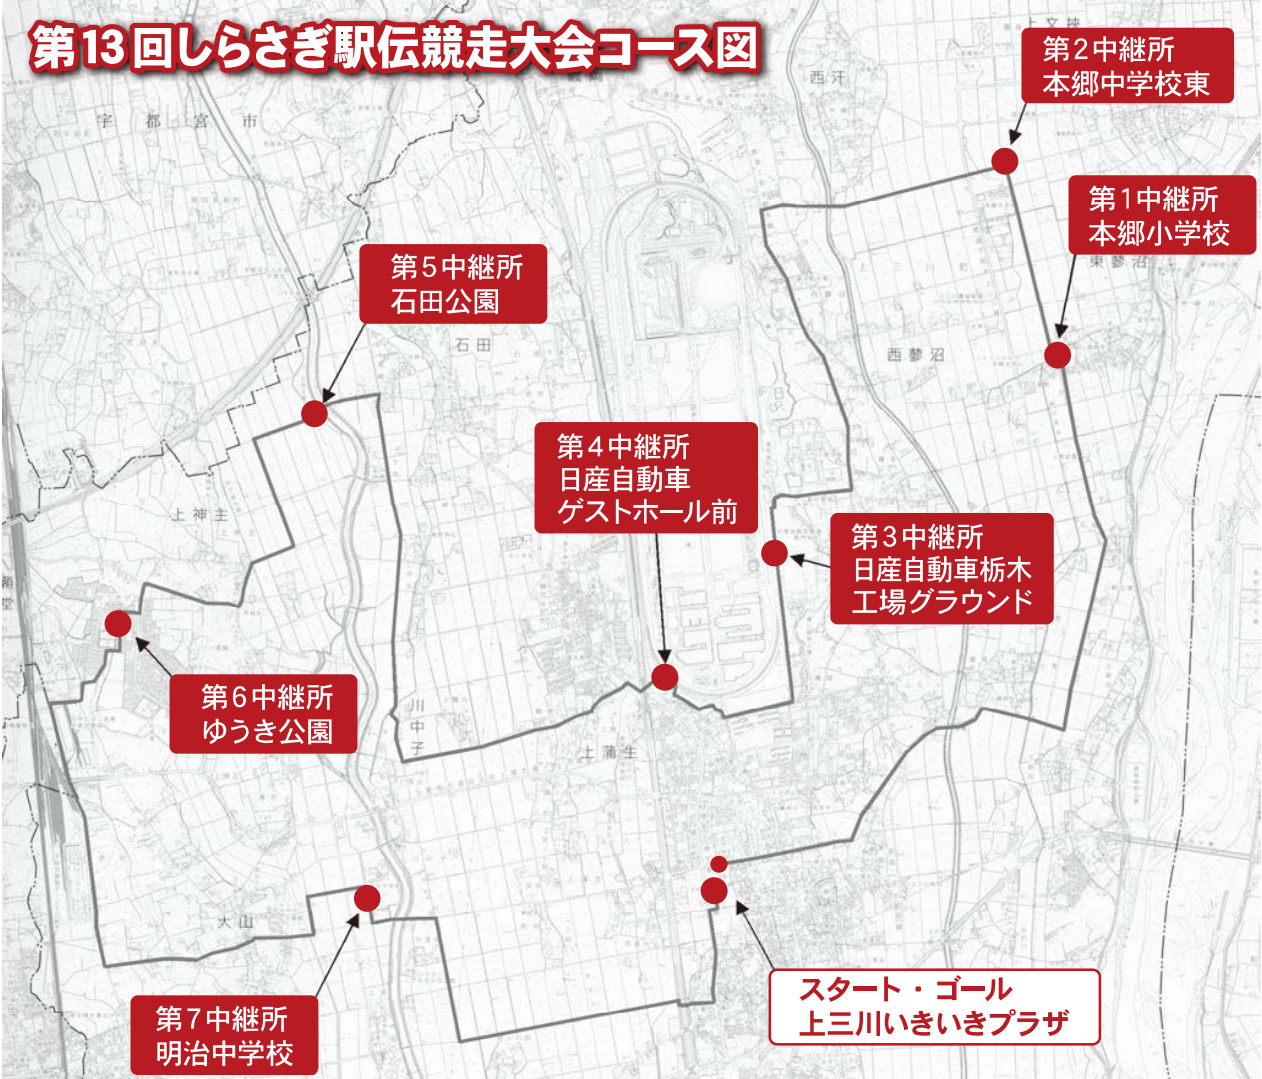 第13回しらさぎ駅伝競走大会コース図
上文挾
第2中継所
本郷中学校東
西汗
宇都宮市
第1中継所
本郷小学校
東蓼沼
第5中継所
石田公園
石田
西蓼沼
第4中継所
日産自動車
ゲストホール前
上神主
第3中継所
日産自動車栃木
工場グラウンド
第6中継所
ゆうき公園
川中子
上蒲生
大山
スタート・ゴール
上三川いきいきプラザ
第7中継所
明治中学校